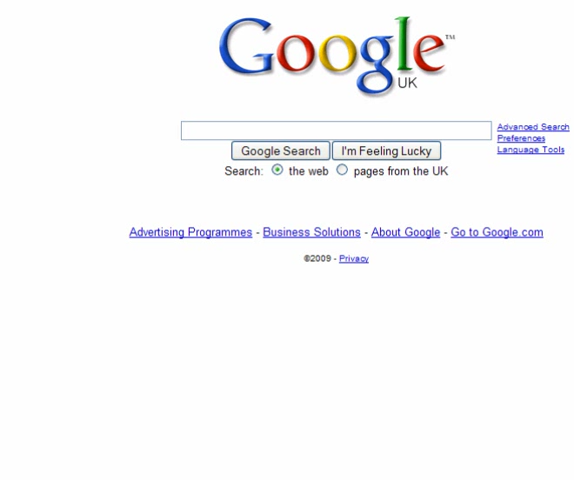 Google™
UK
Advanced Search
Preferences
Language Tools
Google Search I'm Feeling Lucky
Search: the web pages from the UK
Advertising Programmes - Business Solutions - About Google - Go to Google.com
©2009 - Privacy